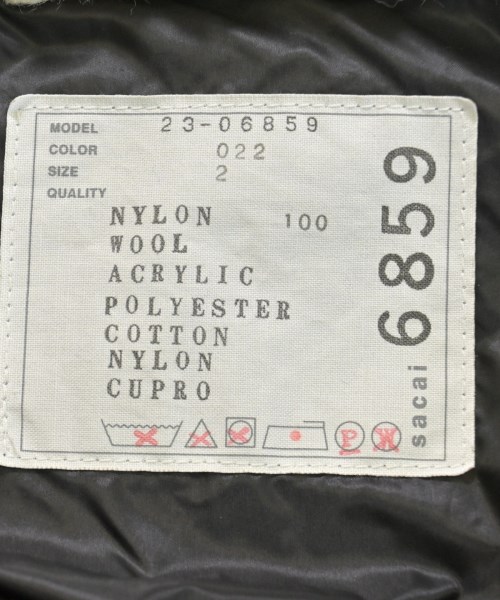 MODEL 23-06859
COLOR 022
SIZE 2
QUALITY
NYLON 100
WOOL
ACRYLIC
POLYESTER
COTTON
NYLON
CUPRO
P W
sacai 6859